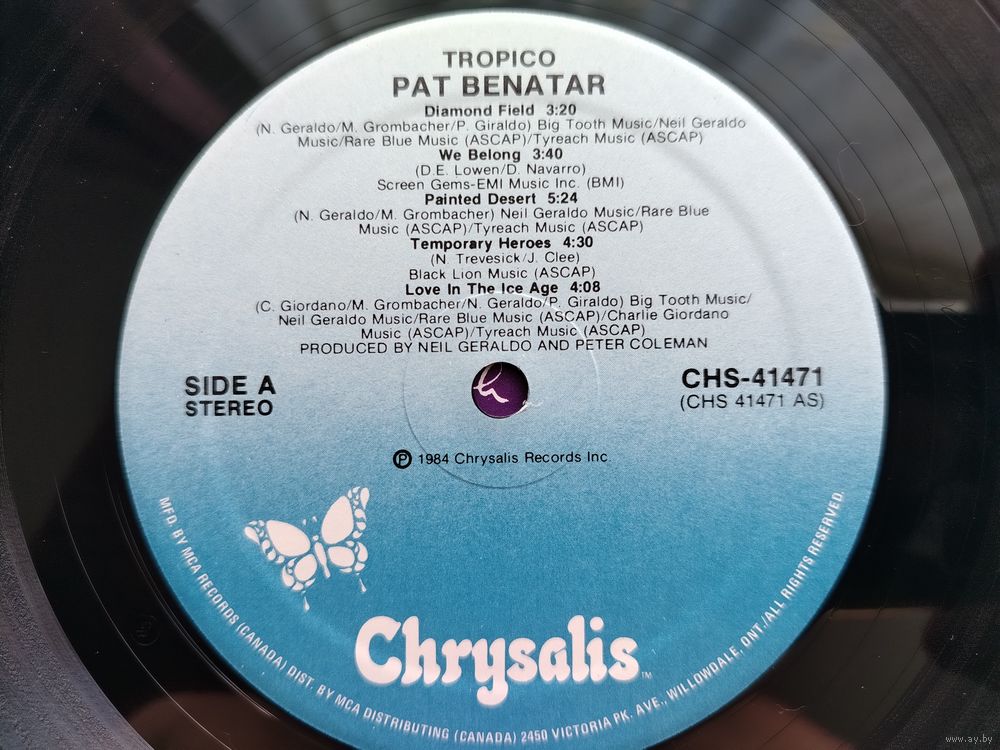 TROPICO
PAT BENATAR
Diamond Field 3:20
(N. Geraldo/M. Grombacher/P. Giraldo) Big Tooth Music/Neil Geraldo
Music/Rare Blue Music (ASCAP)/Tyreach Music (ASCAP)
We Belong 3:40
(D.E. Lowen/D. Navarro)
Screen Gems-EMI Music Inc. (BMI)
Painted Desert 5:24
(N. Geraldo/M. Grombacher) Neil Geraldo Music/Rare Blue
Music (ASCAP)/Tyreach Music (ASCAP)
Temporary Heroes 4:30
(N. Trevesick/J. Clee)
Black Lion Music (ASCAP)
Love In The Ice Age 4:08
(C. Giordano/M. Grombacher/N. Geraldo/P. Giraldo) Big Tooth Music/
Neil Geraldo Music/Rare Blue Music (ASCAP)/Charlie Giordano
Music (ASCAP)/Tyreach Music (ASCAP)
PRODUCED BY NEIL GERALDO AND PETER COLEMAN
SIDE A
STEREO
CHS-41471
(CHS 41471 AS)
℗ 1984 Chrysalis Records Inc.
Chrysalis™
MFD. BY MCA RECORDS (CANADA) DIST. BY MCA DISTRIBUTING (CANADA) 2450 VICTORIA PK. AVE., WILLOWDALE, ONT./ALL RIGHTS RESERVED.
www.ay.by